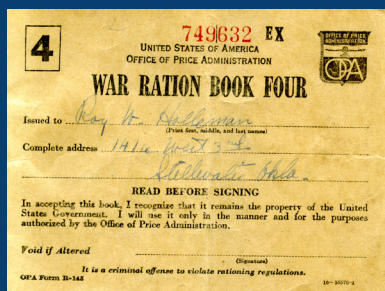 749632 EX
4
UNITED STATES OF AMERICA
OFFICE OF PRICE ADMINISTRATION
OFFICE OF PRICE ADMINISTRATION
OPA
WAR RATION BOOK FOUR
Issued to Roy W. Holleman
(Print first, middle, and last names)
Complete address 1416 West 3rd
Stillwater Okla.
READ BEFORE SIGNING
In accepting this book, I recognize that it remains the property of the United
States Government. I will use it only in the manner and for the purposes
authorized by the Office of Price Administration.
Void if Altered
(Signature)
It is a criminal offense to violate rationing regulations.
OPA Form R-145